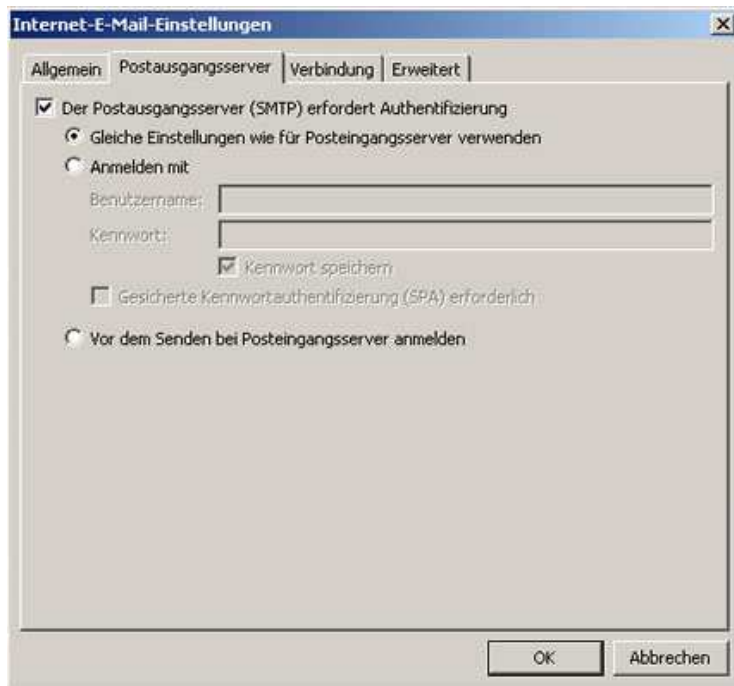 Internet-E-Mail-Einstellungen
Allgemein Postausgangsserver Verbindung Erweitert
Der Postausgangsserver (SMTP) erfordert Authentifizierung
Gleiche Einstellungen wie für Posteingangsserver verwenden
Anmelden mit
Benutzername:
Kennwort:
Kennwort speichern
Gesicherte Kennwortauthentifizierung (SPA) erforderlich
Vor dem Senden bei Posteingangsserver anmelden
OK Abbrechen